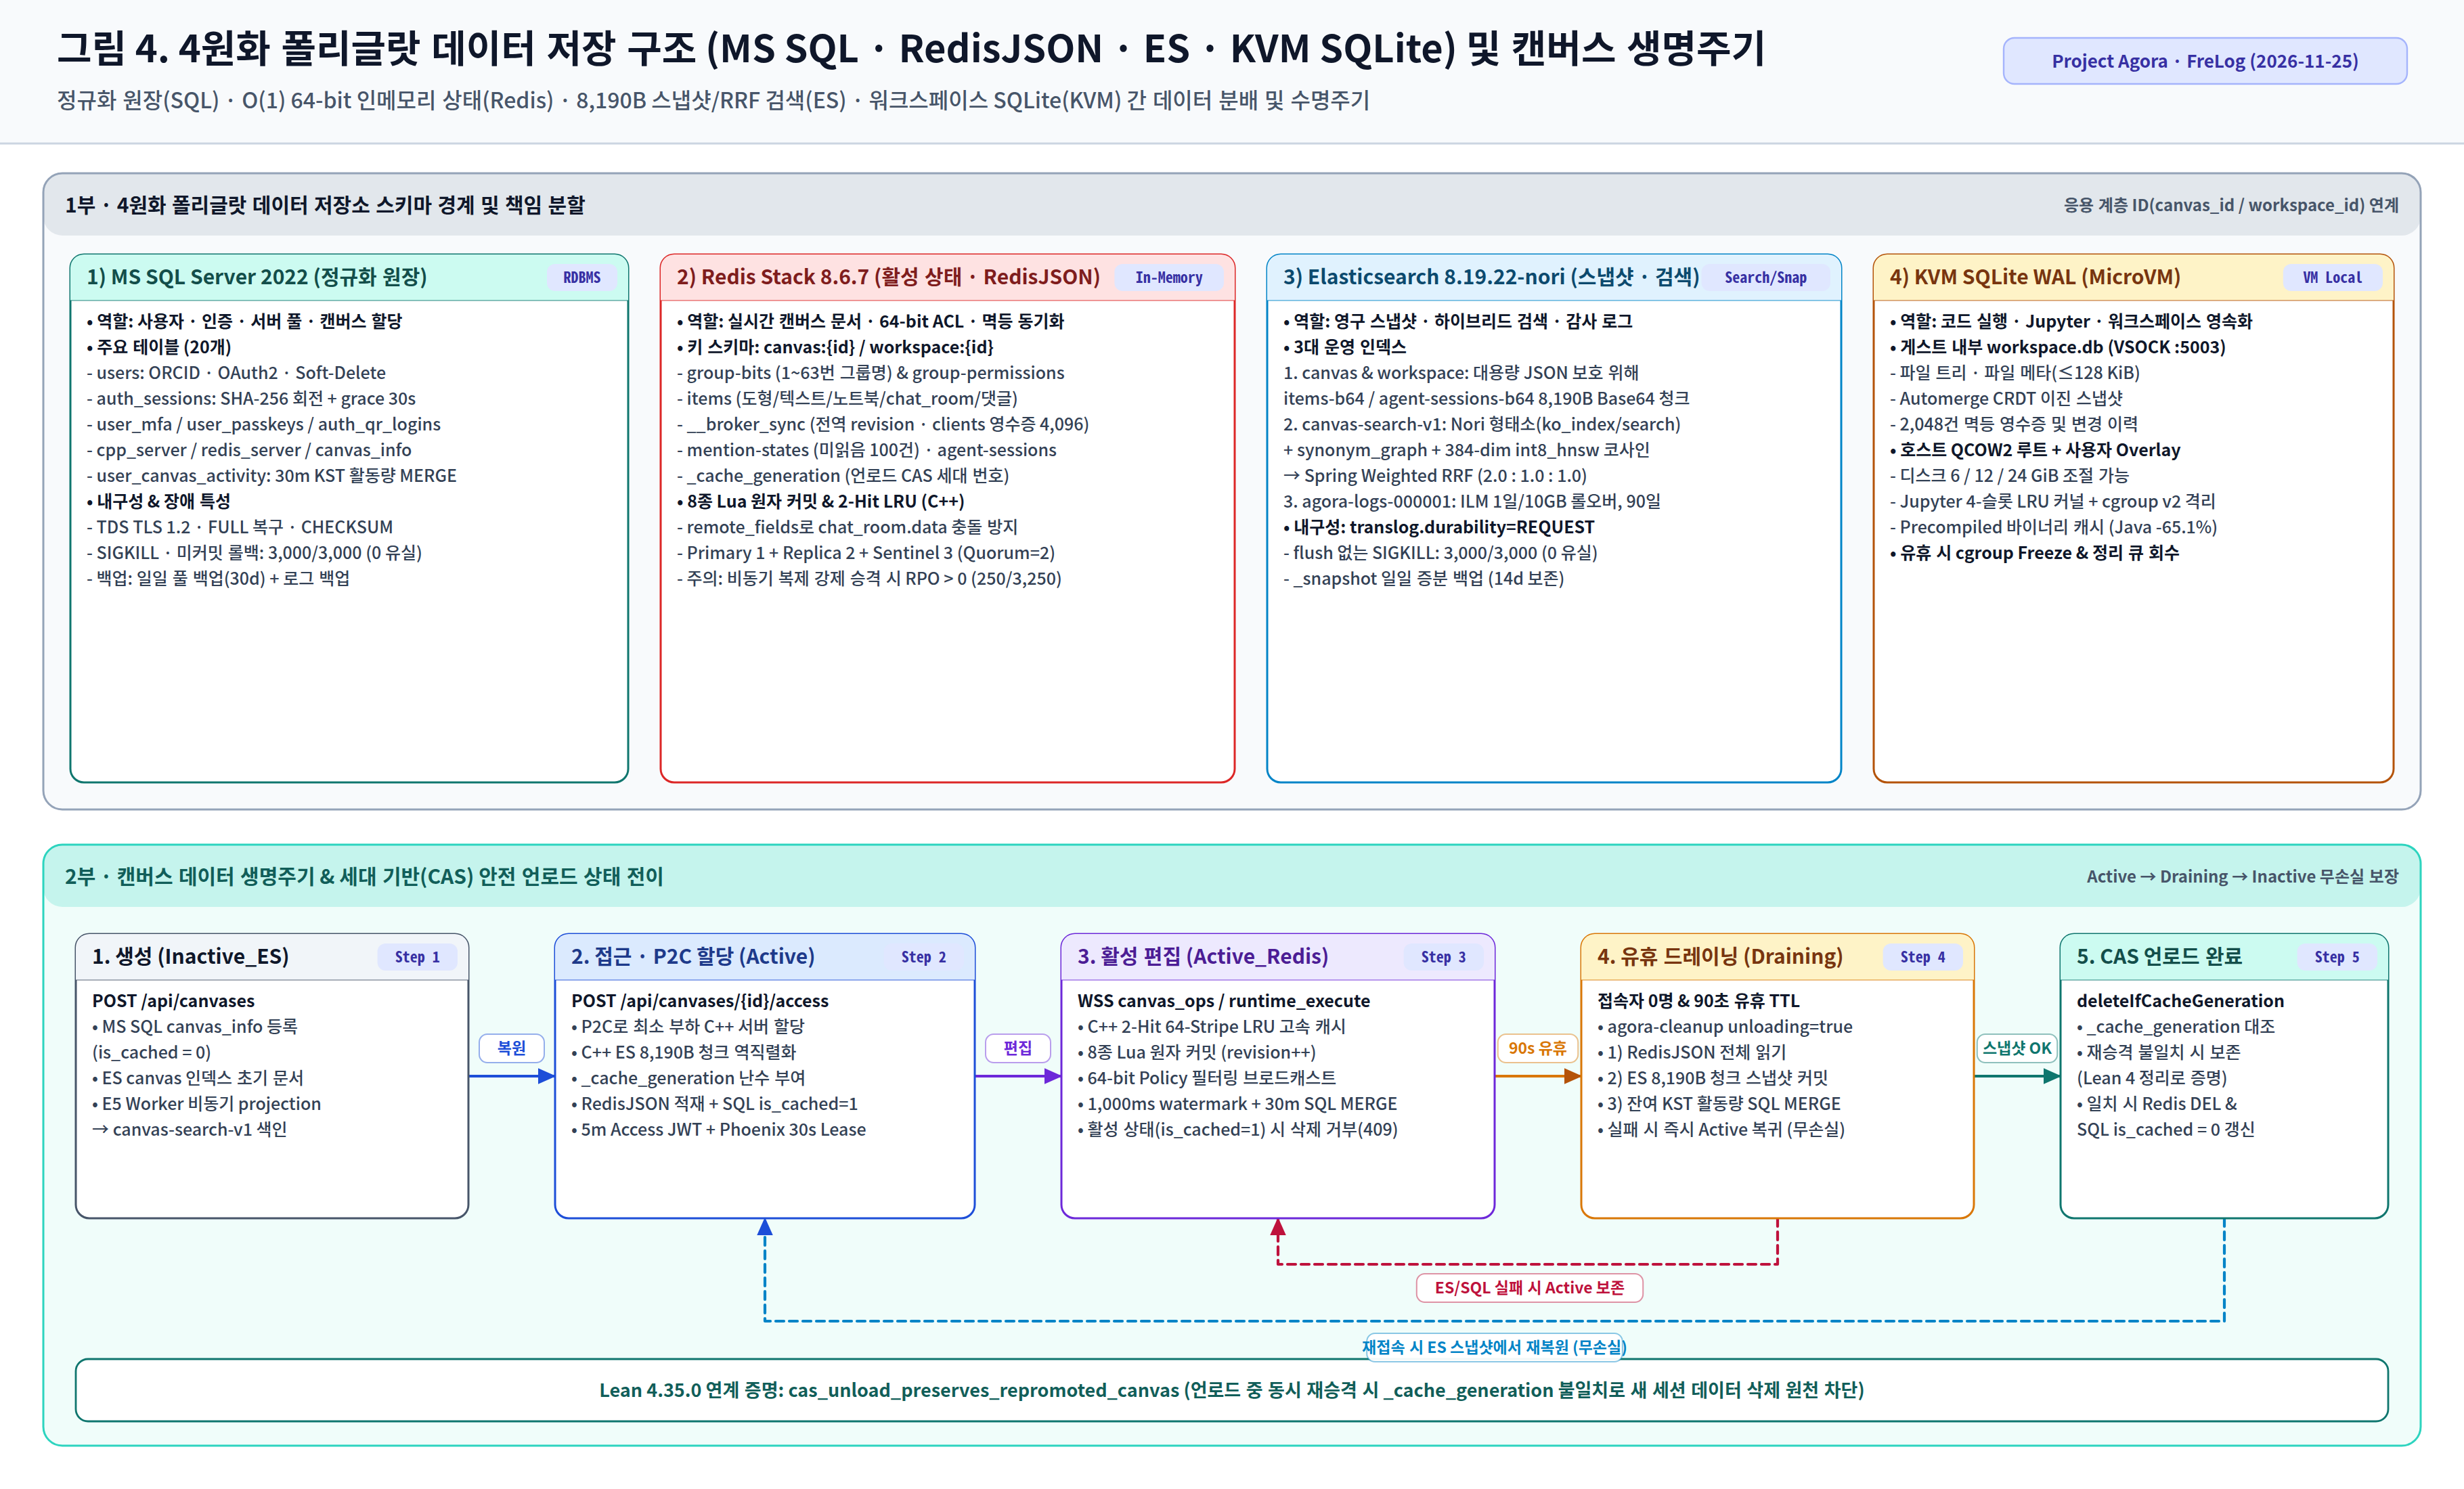 그림 4. 4원화 폴리글랏 데이터 저장 구조 (MS SQL · RedisJSON · ES · KVM SQLite) 및 캔버스 생명주기
Project Agora · FreLog (2026-11-25)
정규화 원장(SQL) · O(1) 64-bit 인메모리 상태(Redis) · 8,190B 스냅샷/RRF 검색(ES) · 워크스페이스 SQLite(KVM) 간 데이터 분배 및 수명주기
1부 · 4원화 폴리글랏 데이터 저장소 스키마 경계 및 책임 분할
응용 계층 ID(canvas_id / workspace_id) 연계
1) MS SQL Server 2022 (정규화 원장)
RDBMS
• 역할: 사용자 · 인증 · 서버 풀 · 캔버스 할당
• 주요 테이블 (20개)
- users: ORCID · OAuth2 · Soft-Delete
- auth_sessions: SHA-256 회전 + grace 30s
- user_mfa / user_passkeys / auth_qr_logins
- cpp_server / redis_server / canvas_info
- user_canvas_activity: 30m KST 활동량 MERGE
• 내구성 & 장애 특성
- TDS TLS 1.2 · FULL 복구 · CHECKSUM
- SIGKILL · 미커밋 롤백: 3,000/3,000 (0 유실)
- 백업: 일일 풀 백업(30d) + 로그 백업
2) Redis Stack 8.6.7 (활성 상태 · RedisJSON)
In-Memory
• 역할: 실시간 캔버스 문서 · 64-bit ACL · 멱등 동기화
• 키 스키마: canvas:{id} / workspace:{id}
- group-bits (1~63번 그룹명) & group-permissions
- items (도형/텍스트/노트북/chat_room/댓글)
- __broker_sync (전역 revision · clients 영수증 4,096)
- mention-states (미읽음 100건) · agent-sessions
- _cache_generation (언로드 CAS 세대 번호)
• 8종 Lua 원자 커밋 & 2-Hit LRU (C++)
- remote_fields로 chat_room.data 충돌 방지
- Primary 1 + Replica 2 + Sentinel 3 (Quorum=2)
- 주의: 비동기 복제 강제 승격 시 RPO > 0 (250/3,250)
3) Elasticsearch 8.19.22-nori (스냅샷 · 검색)
Search/Snap
• 역할: 영구 스냅샷 · 하이브리드 검색 · 감사 로그
• 3대 운영 인덱스
1. canvas & workspace: 대용량 JSON 보호 위해
items-b64 / agent-sessions-b64 8,190B Base64 청크
2. canvas-search-v1: Nori 형태소(ko_index/search)
+ synonym_graph + 384-dim int8_hnsw 코사인
→ Spring Weighted RRF (2.0 : 1.0 : 1.0)
3. agora-logs-000001: ILM 1일/10GB 롤오버, 90일
• 내구성: translog.durability=REQUEST
- flush 없는 SIGKILL: 3,000/3,000 (0 유실)
- _snapshot 일일 증분 백업 (14d 보존)
4) KVM SQLite WAL (MicroVM)
VM Local
• 역할: 코드 실행 · Jupyter · 워크스페이스 영속화
• 게스트 내부 workspace.db (VSOCK :5003)
- 파일 트리 · 파일 메타(≤128 KiB)
- Automerge CRDT 이진 스냅샷
- 2,048건 멱등 영수증 및 변경 이력
• 호스트 QCOW2 루트 + 사용자 Overlay
- 디스크 6 / 12 / 24 GiB 조절 가능
- Jupyter 4-슬롯 LRU 커널 + cgroup v2 격리
- Precompiled 바이너리 캐시 (Java -65.1%)
• 유휴 시 cgroup Freeze & 정리 큐 회수
2부 · 캔버스 데이터 생명주기 & 세대 기반(CAS) 안전 언로드 상태 전이
Active → Draining → Inactive 무손실 보장
1. 생성 (Inactive_ES)
Step 1
POST /api/canvases
• MS SQL canvas_info 등록
(is_cached = 0)
• ES canvas 인덱스 초기 문서
• E5 Worker 비동기 projection
→ canvas-search-v1 색인
복원
2. 접근 · P2C 할당 (Active)
Step 2
POST /api/canvases/{id}/access
• P2C로 최소 부하 C++ 서버 할당
• C++ ES 8,190B 청크 역직렬화
• _cache_generation 난수 부여
• RedisJSON 적재 + SQL is_cached=1
• 5m Access JWT + Phoenix 30s Lease
편집
3. 활성 편집 (Active_Redis)
Step 3
WSS canvas_ops / runtime_execute
• C++ 2-Hit 64-Stripe LRU 고속 캐시
• 8종 Lua 원자 커밋 (revision++)
• 64-bit Policy 필터링 브로드캐스트
• 1,000ms watermark + 30m SQL MERGE
• 활성 상태(is_cached=1) 시 삭제 거부(409)
90s 유휴
4. 유휴 드레이닝 (Draining)
Step 4
접속자 0명 & 90초 유휴 TTL
• agora-cleanup unloading=true
• 1) RedisJSON 전체 읽기
• 2) ES 8,190B 청크 스냅샷 커밋
• 3) 잔여 KST 활동량 SQL MERGE
• 실패 시 즉시 Active 복귀 (무손실)
스냅샷 OK
5. CAS 언로드 완료
Step 5
deleteIfCacheGeneration
• _cache_generation 대조
• 재승격 불일치 시 보존
(Lean 4 정리로 증명)
• 일치 시 Redis DEL &
SQL is_cached = 0 갱신
ES/SQL 실패 시 Active 보존
재접속 시 ES 스냅샷에서 재복원 (무손실)
Lean 4.35.0 연계 증명: cas_unload_preserves_repromoted_canvas (언로드 중 동시 재승격 시 _cache_generation 불일치로 새 세션 데이터 삭제 원천 차단)